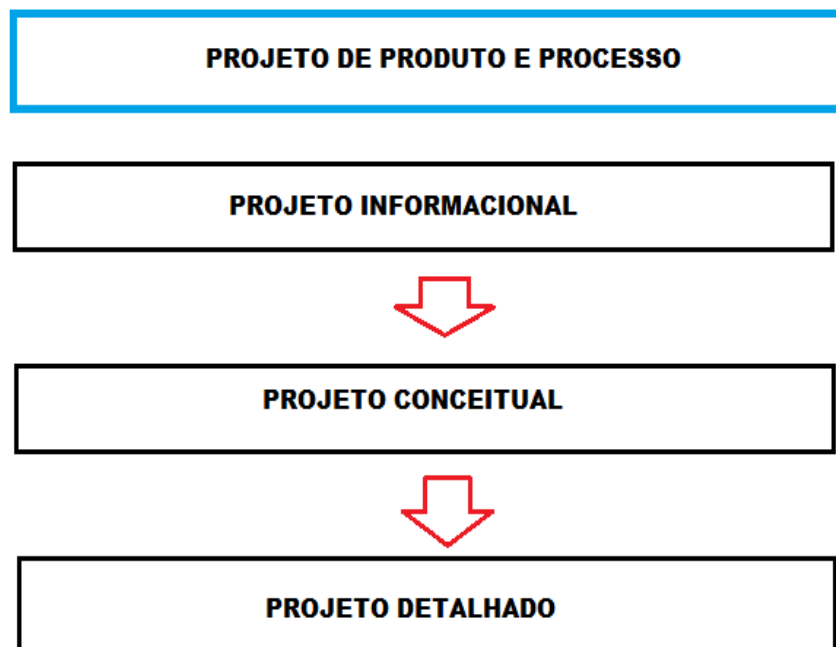 PROJETO DE PRODUTO E PROCESSO
PROJETO INFORMACIONAL
PROJETO CONCEITUAL
PROJETO DETALHADO